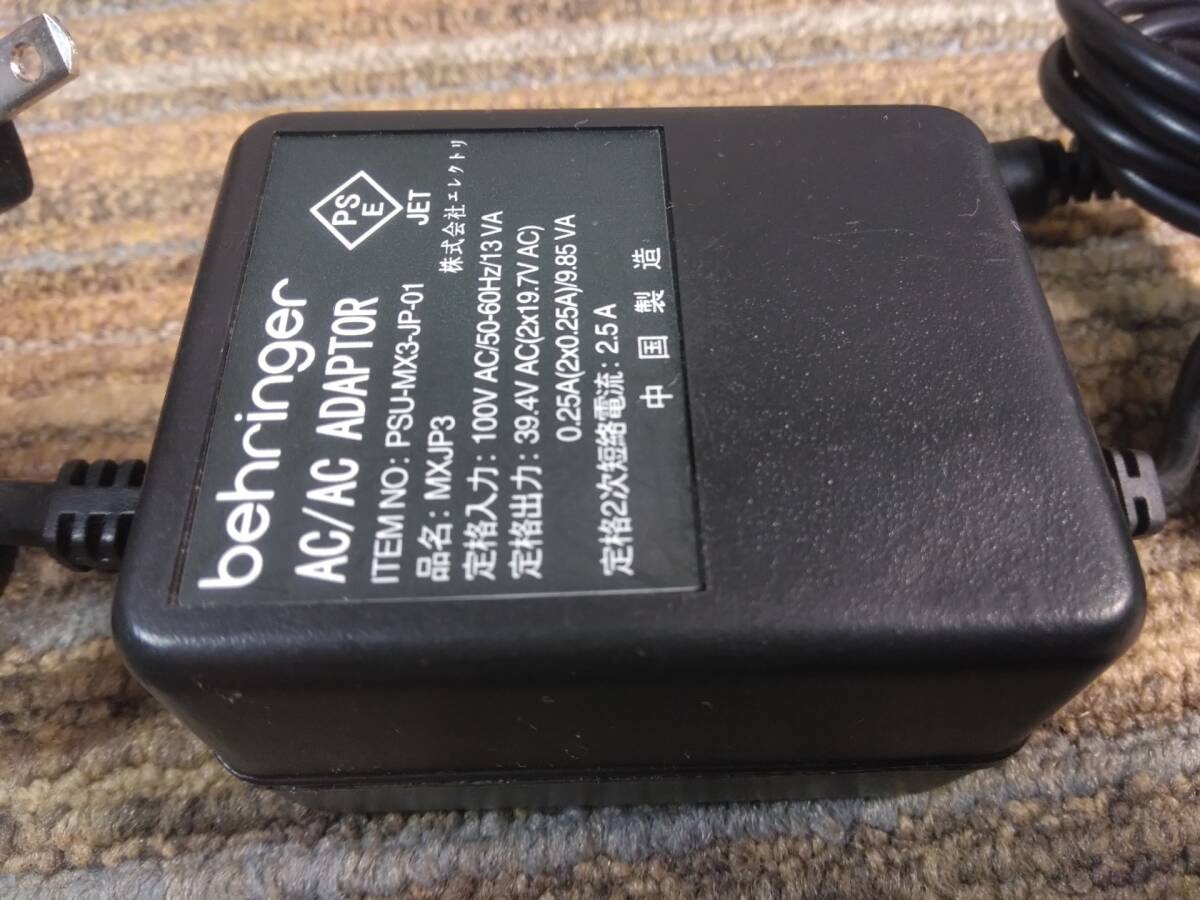 behringer
AC/AC ADAPTOR
PSE
JET
ITEM NO: PSU-MX3-JP-01
品名: MXJP3
株式会社エレクトリ
定格入力: 100V AC/50-60Hz/13 VA
定格出力: 39.4V AC(2x19.7V AC)
0.25A(2x0.25A)/9.85 VA
定格2次短絡電流: 2.5 A
中国製造